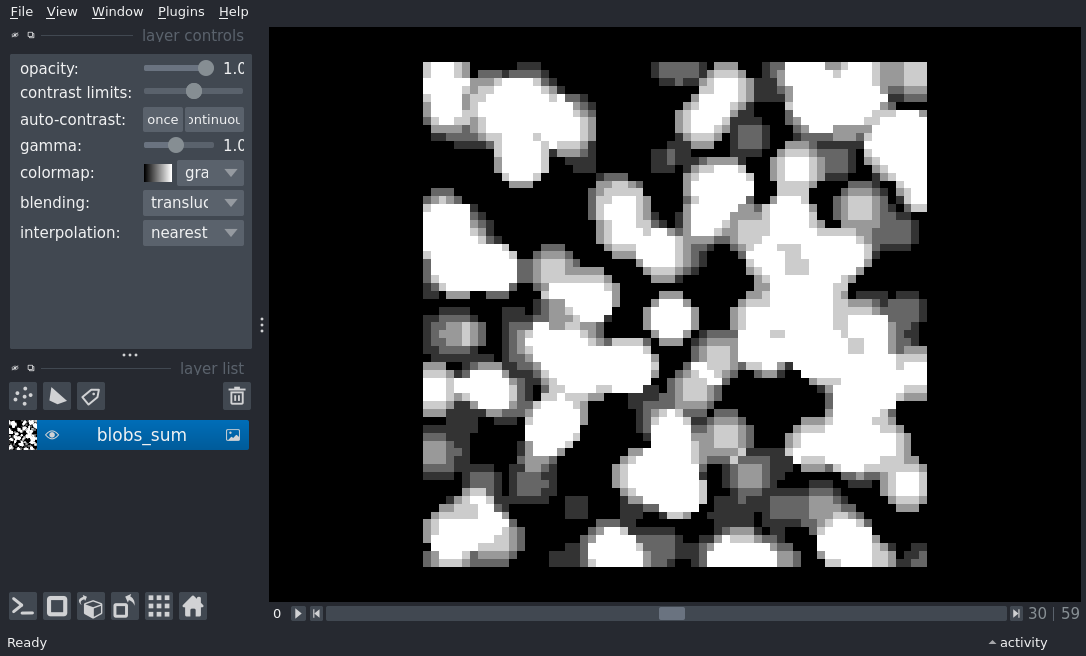 File View Window Plugins Help
layer controls
opacity: 1.0
contrast limits:
auto-contrast: once ontinuou
gamma: 1.0
colormap: gra
blending: transluc
interpolation: nearest
layer list
blobs_sum
0 30 | 59
Ready activity